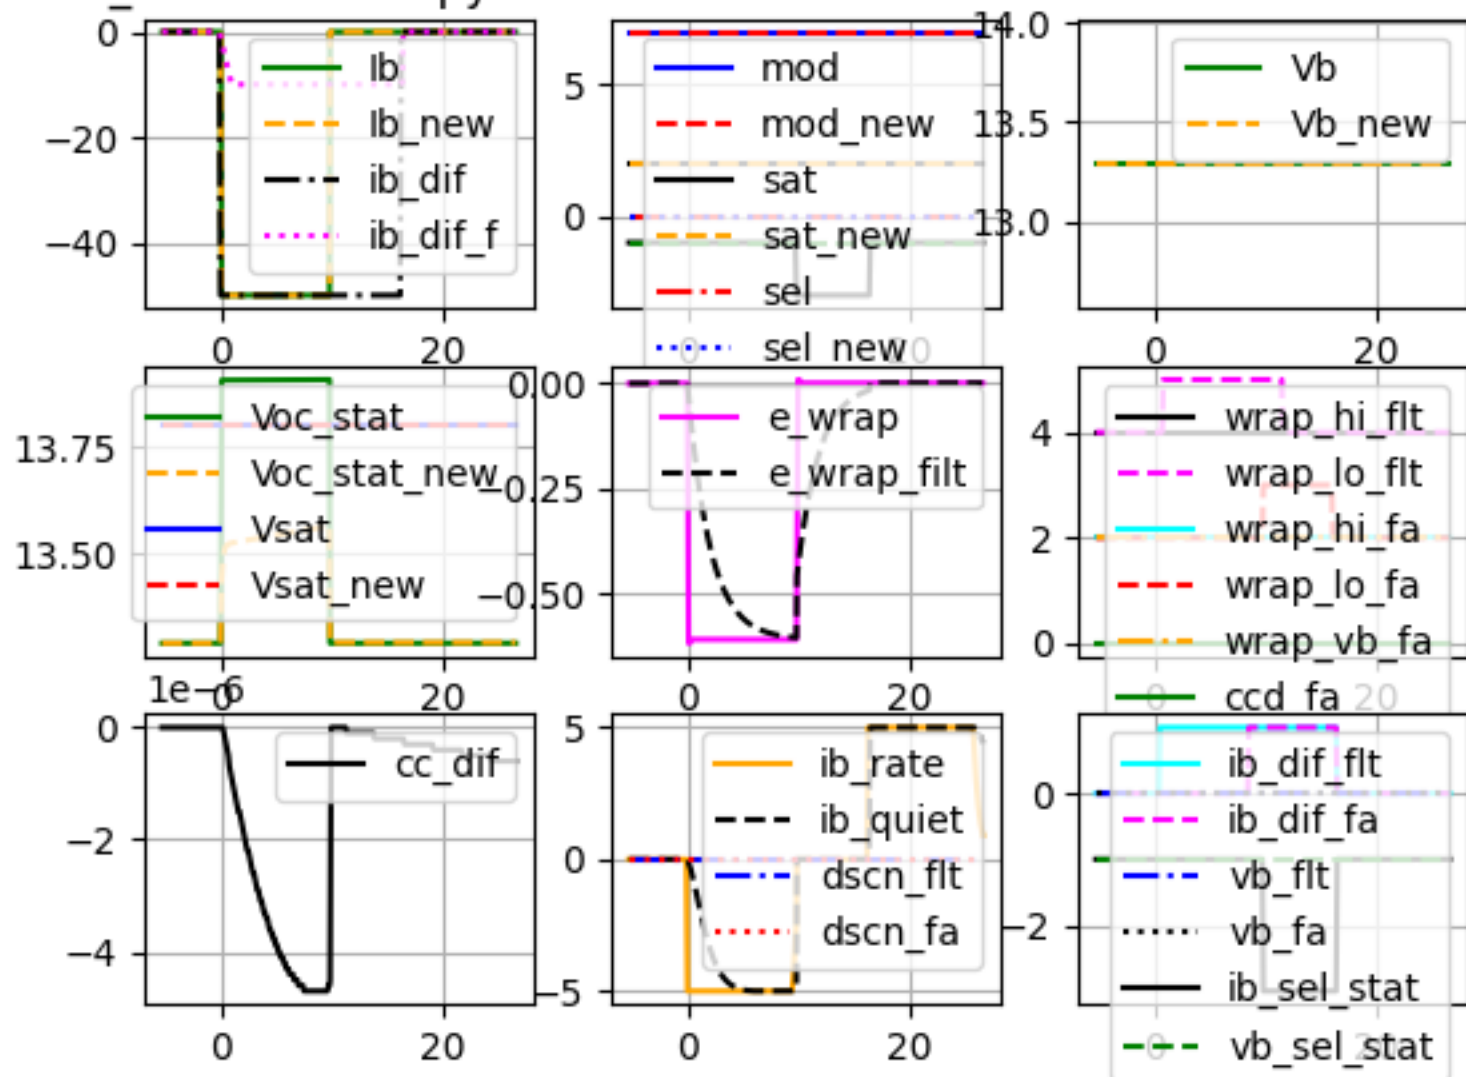 0
−20
−40
Ib
Ib_new
ib_dif
ib_dif_f
0
20
5
0
mod
mod_new
sat
sat_new
sel
sel_new
0
14.0
13.5
13.0
Vb
Vb_new
0
20
13.75
13.50
Voc_stat
Voc_stat_new
Vsat
Vsat_new
0
20
0.00
−0.25
−0.50
e_wrap
e_wrap_filt
0
20
4
2
0
wrap_hi_flt
wrap_lo_flt
wrap_hi_fa
wrap_lo_fa
wrap_vb_fa
ccd_fa
0
20
1e−6
0
−2
−4
cc_dif
0
20
5
0
−5
ib_rate
ib_quiet
dscn_flt
dscn_fa
0
20
0
−2
ib_dif_flt
ib_dif_fa
vb_flt
vb_fa
ib_sel_stat
vb_sel_stat
0